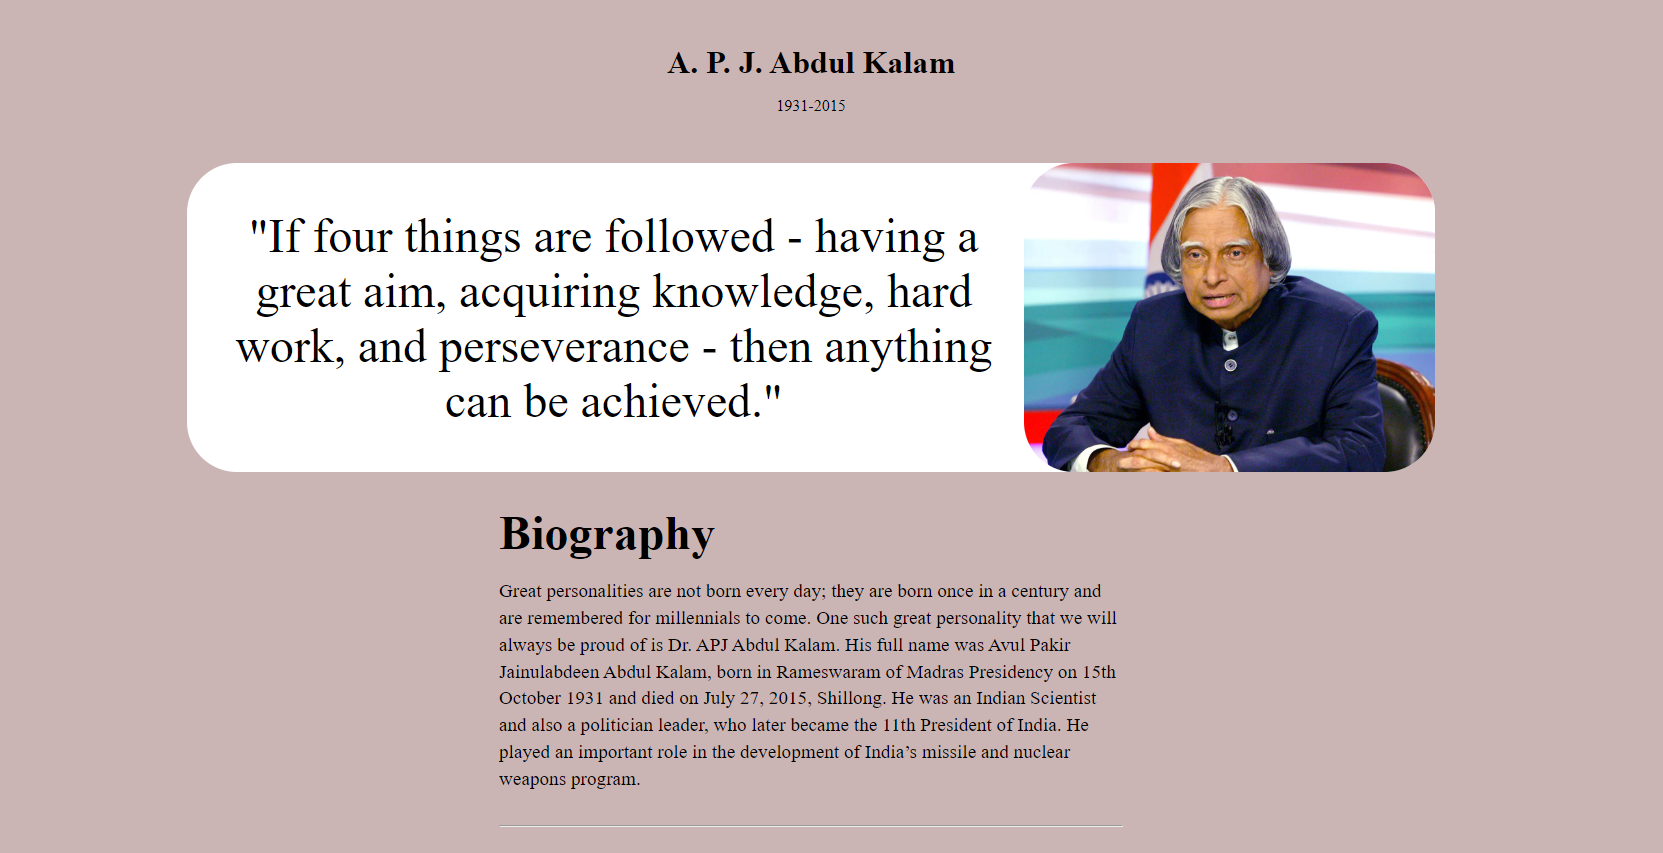 A. P. J. Abdul Kalam
1931-2015
"If four things are followed - having a
great aim, acquiring knowledge, hard
work, and perseverance - then anything
can be achieved."
Biography
Great personalities are not born every day; they are born once in a century and
are remembered for millennials to come. One such great personality that we will
always be proud of is Dr. APJ Abdul Kalam. His full name was Avul Pakir
Jainulabdeen Abdul Kalam, born in Rameswaram of Madras Presidency on 15th
October 1931 and died on July 27, 2015, Shillong. He was an Indian Scientist
and also a politician leader, who later became the 11th President of India. He
played an important role in the development of India’s missile and nuclear
weapons program.